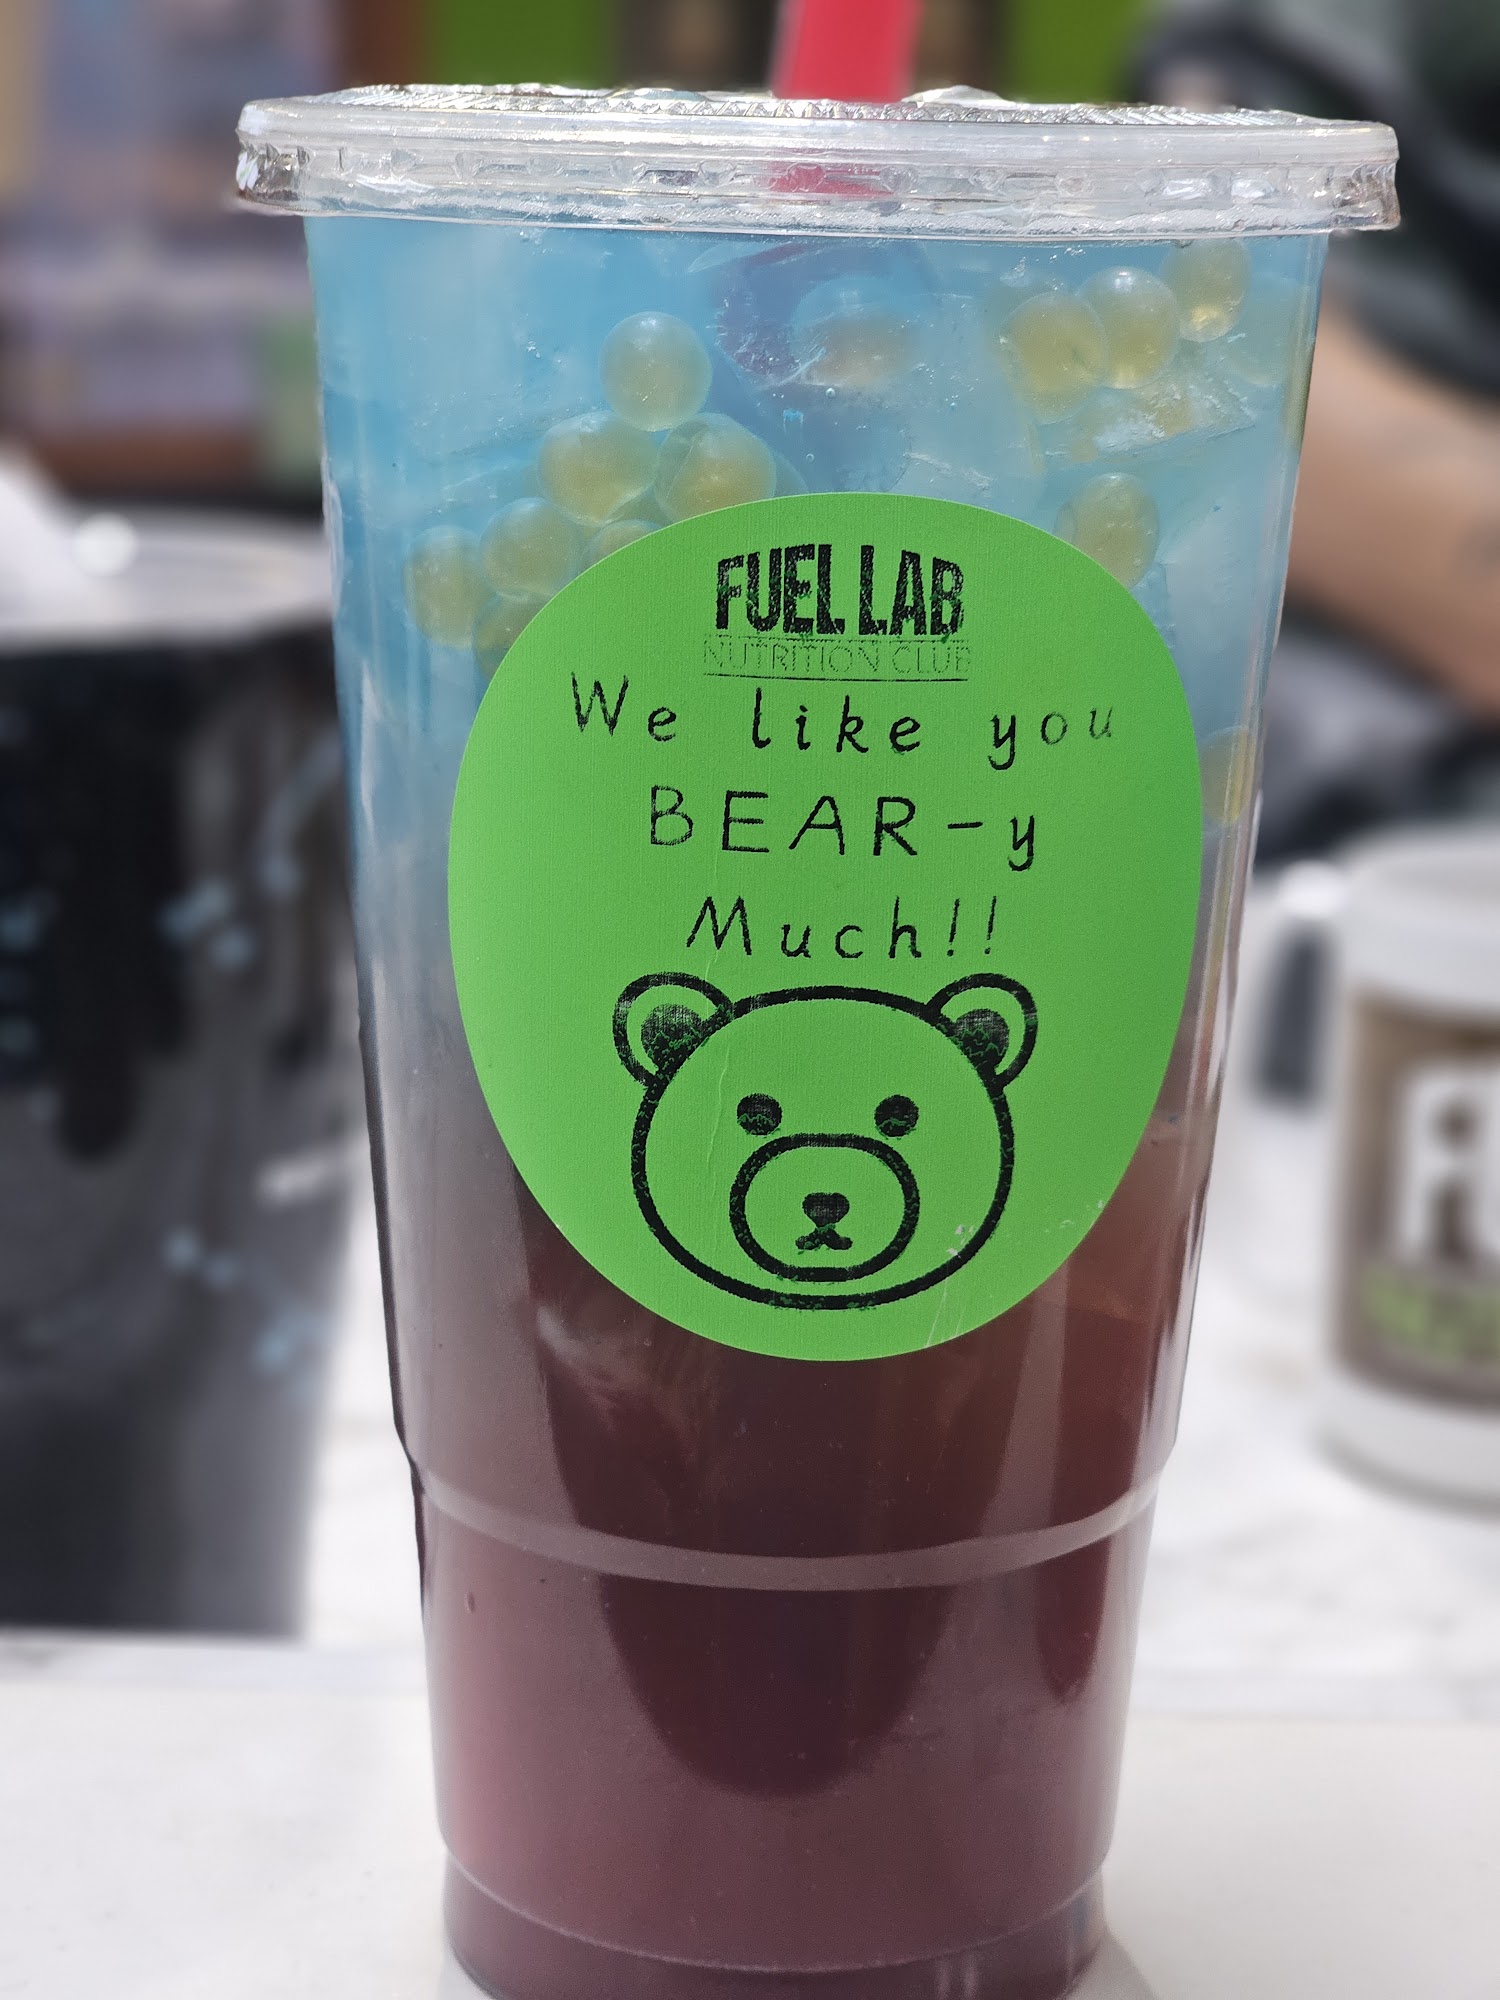 FUEL LAB
NUTRITION CLUB
We like you
BEAR-y
Much!!